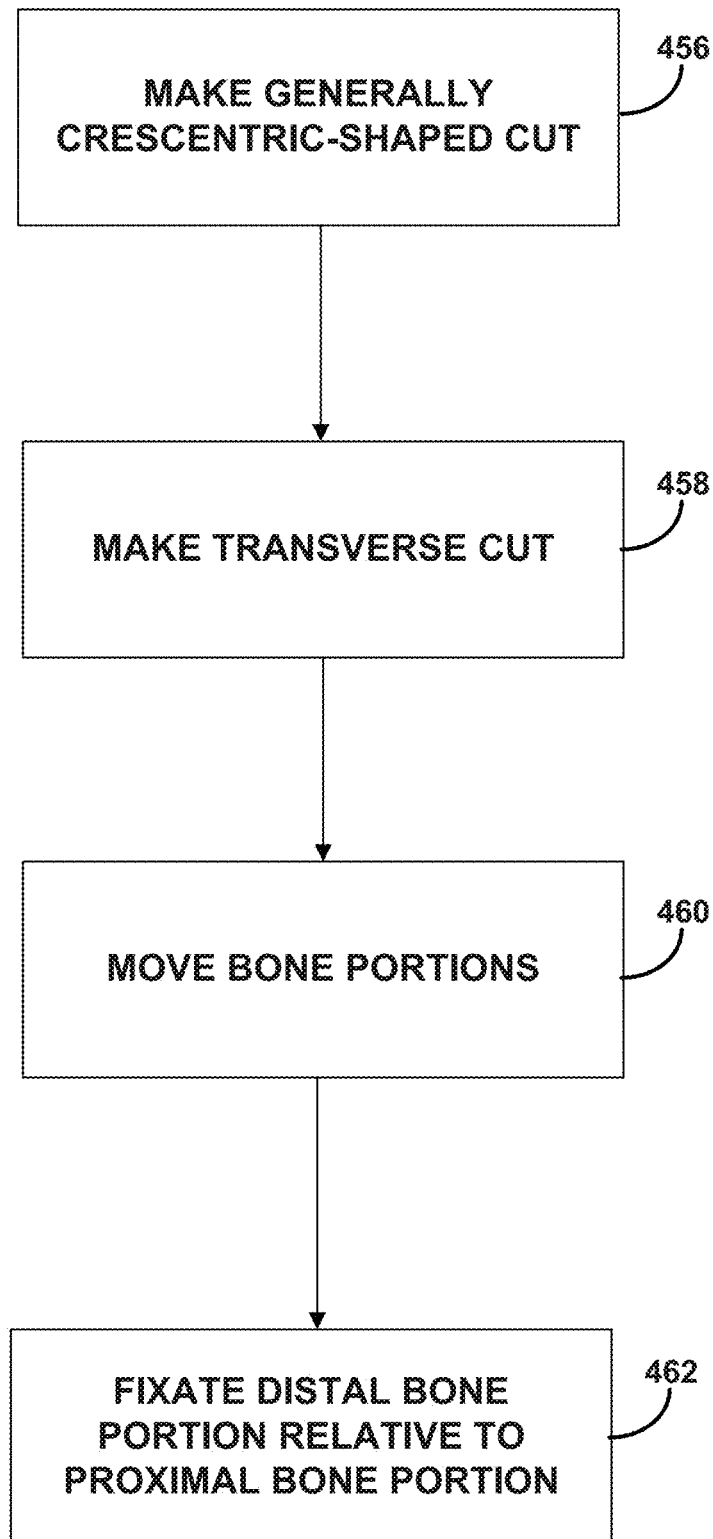 456
MAKE GENERALLY
CRESCENTRIC-SHAPED CUT
458
MAKE TRANSVERSE CUT
460
MOVE BONE PORTIONS
462
FIXATE DISTAL BONE
PORTION RELATIVE TO
PROXIMAL BONE PORTION